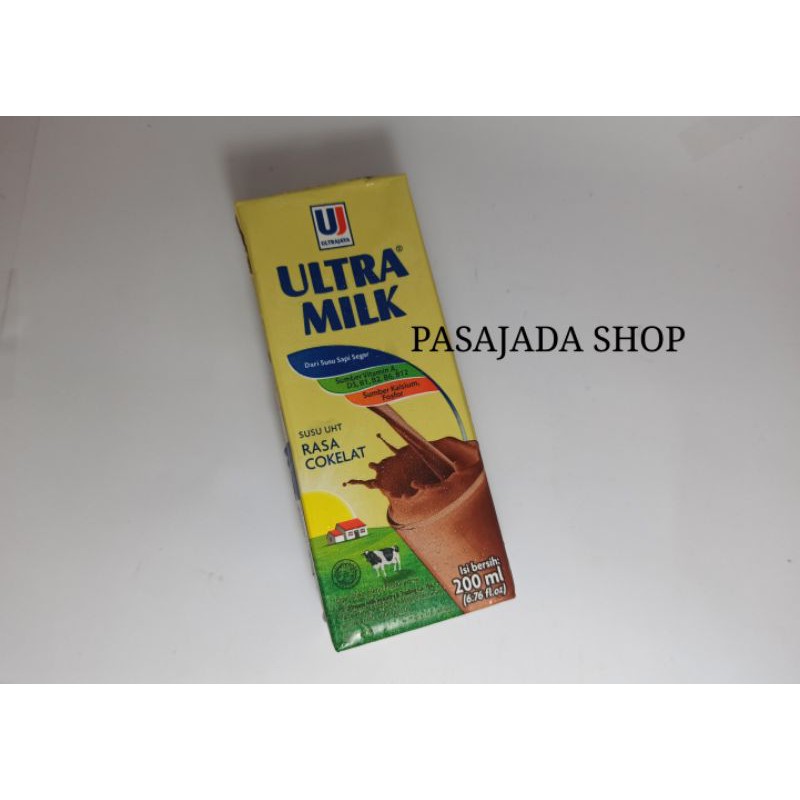 UJ
ULTRAJAYA
ULTRA®
MILK
PASAJADA SHOP
Dari Susu Sapi Segar
Sumber Vitamin A,
D3, B1, B2, B6, B12
Sumber Kalsium,
Fosfor
SUSU UHT
RASA
COKELAT
Isi bersih:
200 ml
(6.76 fl.oz)